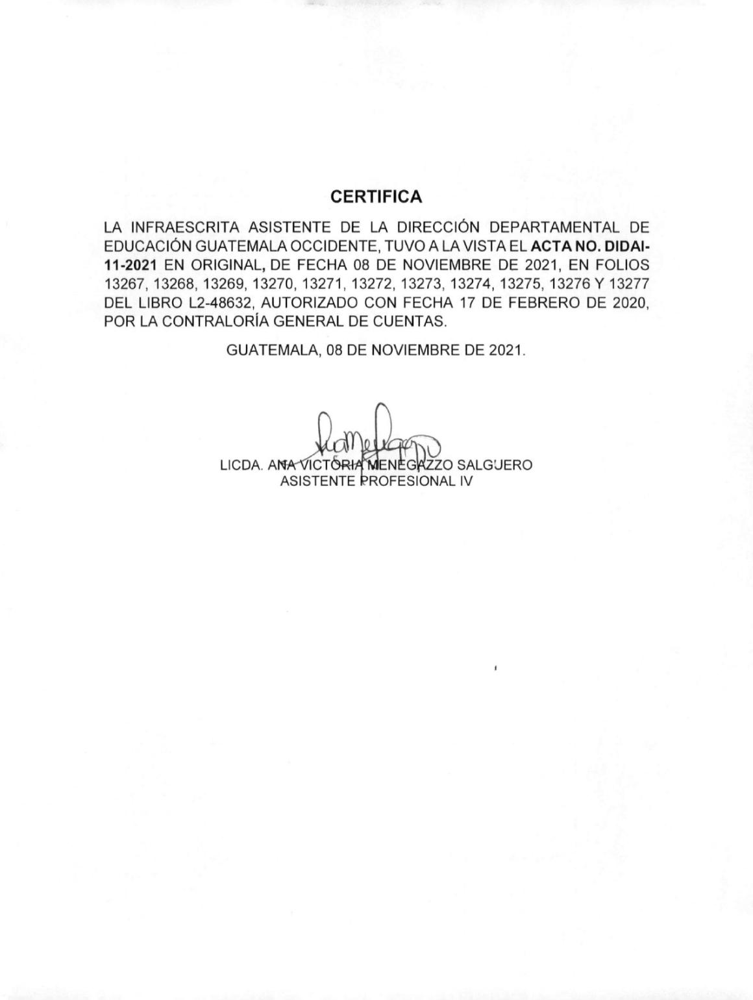 CERTIFICA
LA INFRAESCRITA ASISTENTE DE LA DIRECCIÓN DEPARTAMENTAL DE
EDUCACIÓN GUATEMALA OCCIDENTE, TUVO A LA VISTA EL ACTA NO. DIDAI-
11-2021 EN ORIGINAL, DE FECHA 08 DE NOVIEMBRE DE 2021, EN FOLIOS
13267, 13268, 13269, 13270, 13271, 13272, 13273, 13274, 13275, 13276 Y 13277
DEL LIBRO L2-48632, AUTORIZADO CON FECHA 17 DE FEBRERO DE 2020,
POR LA CONTRALORÍA GENERAL DE CUENTAS.
GUATEMALA, 08 DE NOVIEMBRE DE 2021.
LICDA. ANA VICTORIA MENEGAZZO SALGUERO
ASISTENTE PROFESIONAL IV